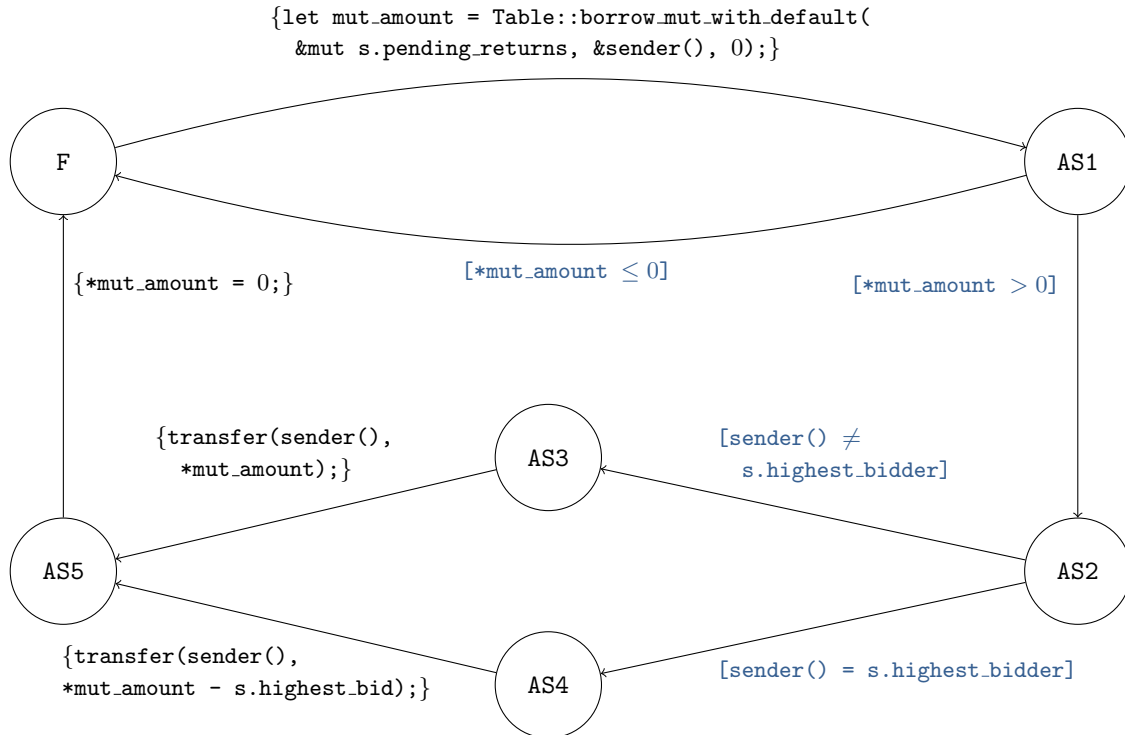 {let mut_amount = Table::borrow_mut_with_default(
&mut s.pending_returns, &sender(), 0);}
F
AS1
[*mut_amount ≤ 0]
{*mut_amount = 0;}
[*mut_amount > 0]
{transfer(sender(),
*mut_amount);}
AS3
[sender() ≠
s.highest_bidder]
AS5
AS2
{transfer(sender(),
*mut_amount - s.highest_bid);}
AS4
[sender() = s.highest_bidder]